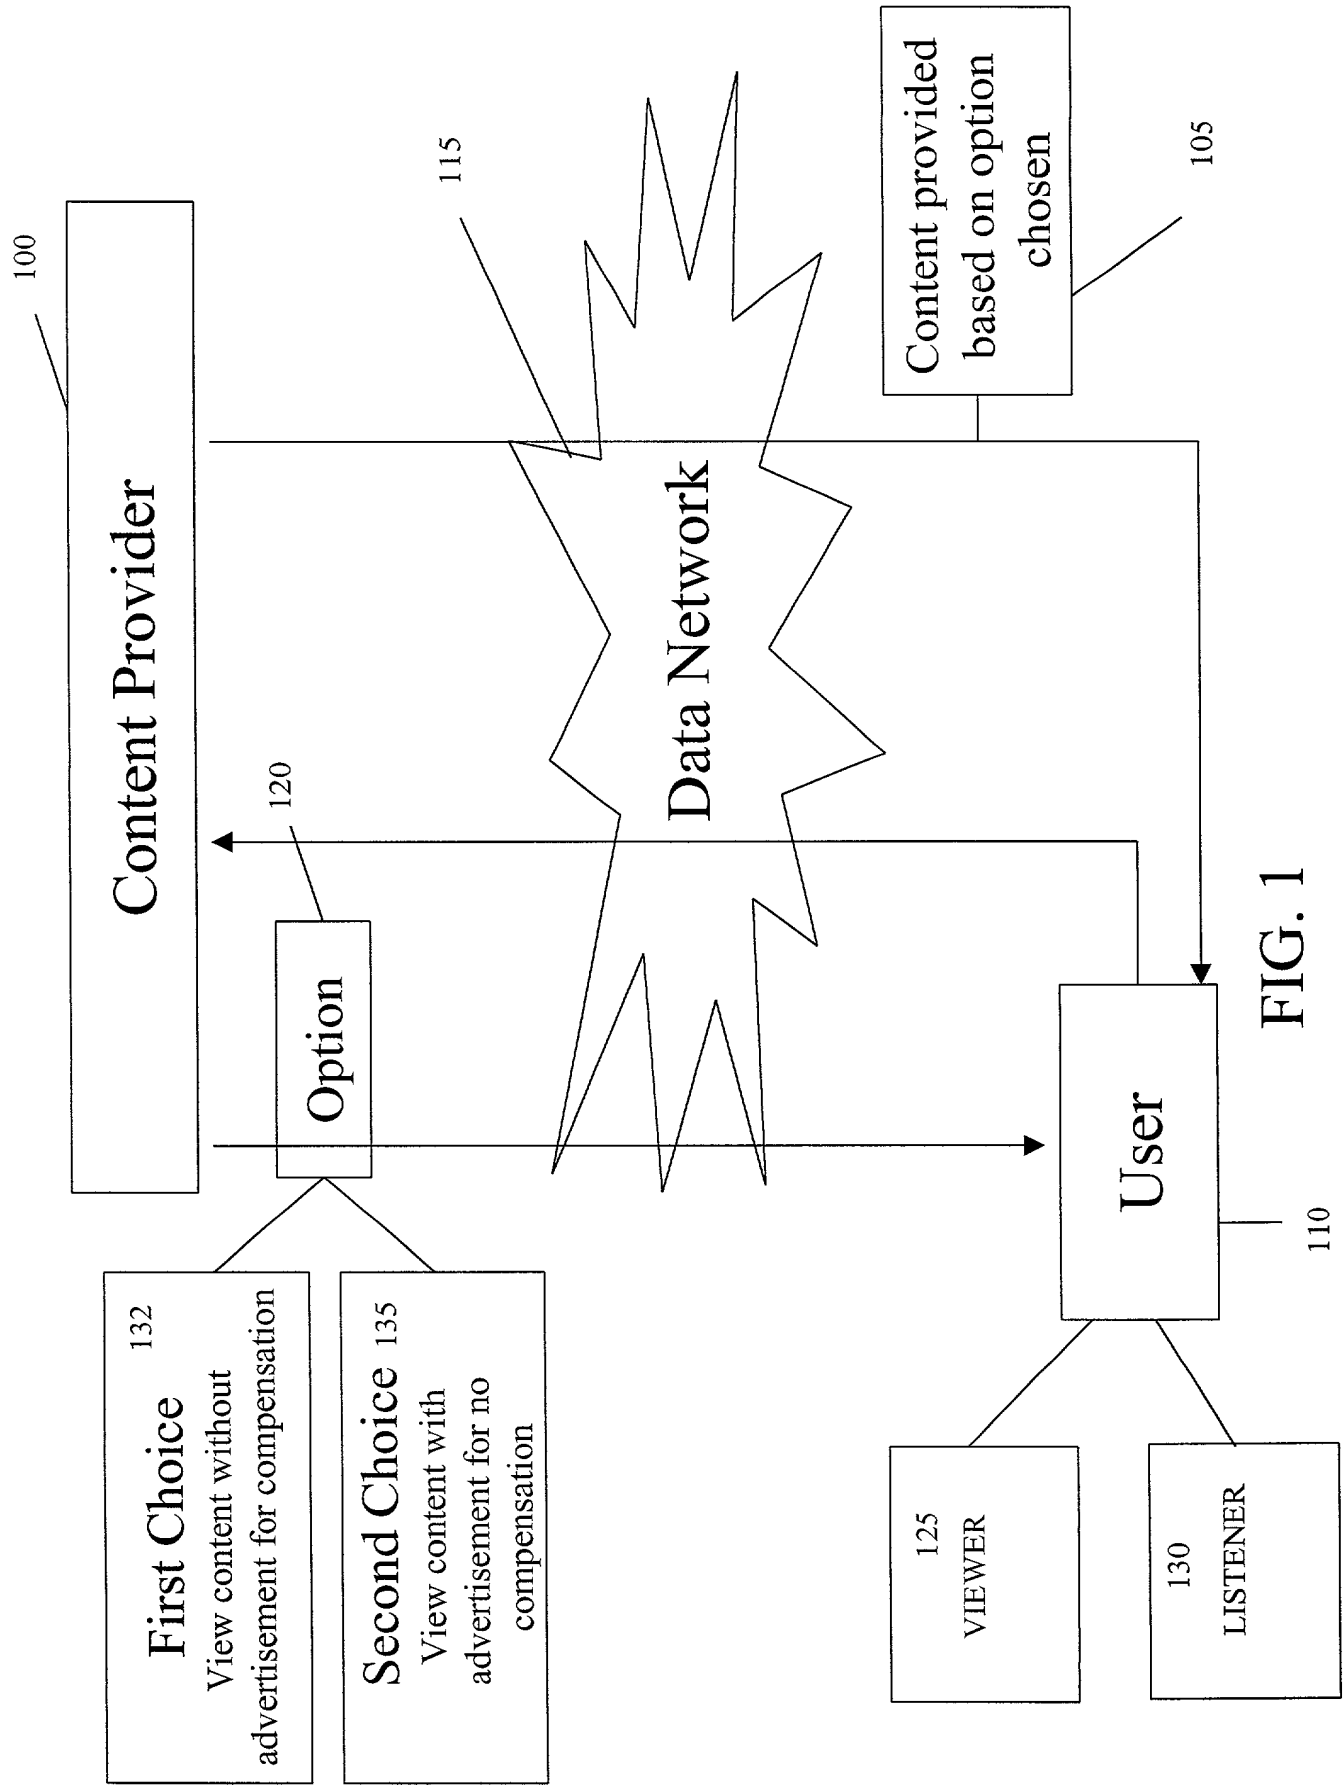 100
Content Provider
First Choice
132
View content without
advertisement for compensation
Option
120
Second Choice 135
View content with
advertisement for no
compensation
115
Data Network
Content provided
based on option
chosen
105
125
VIEWER
User
110
130
LISTENER
FIG. 1